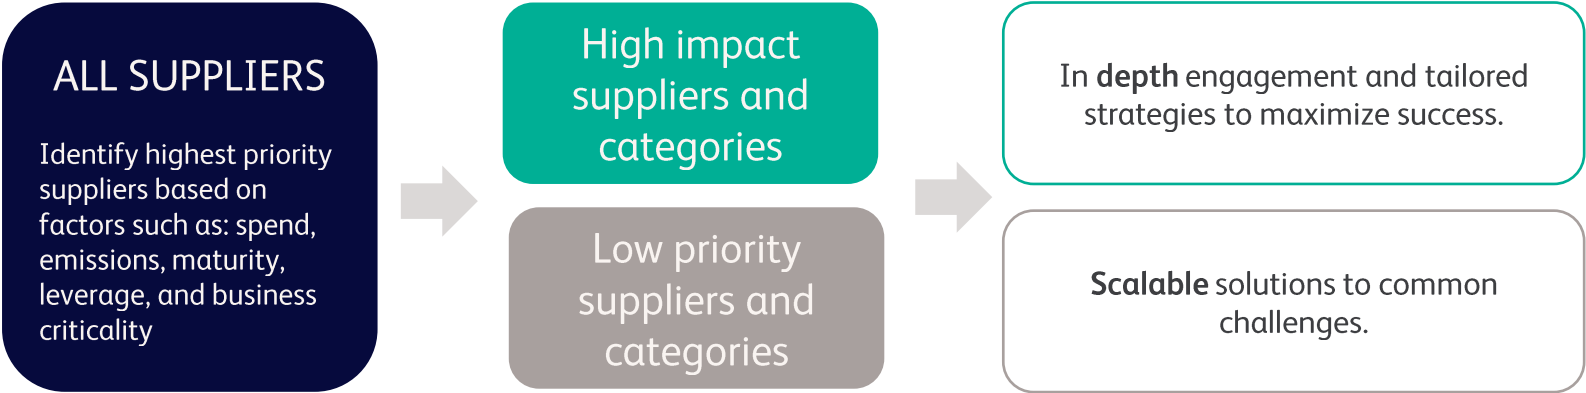 ALL SUPPLIERS
Identify highest priority
suppliers based on
factors such as: spend,
emissions, maturity,
leverage, and business
criticality
High impact
suppliers and
categories
Low priority
suppliers and
categories
In depth engagement and tailored
strategies to maximize success.
Scalable solutions to common
challenges.